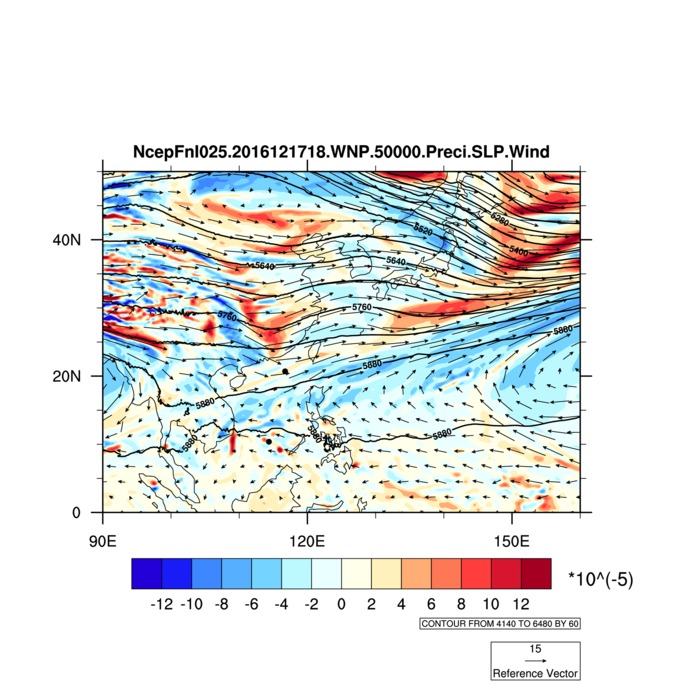 NcepFnl025.2016121718.WNP.50000.Preci.SLP.Wind
5280
5520
40N
5400
5640
5640
5760
5760
5880
5880
20N
5880
5880
5880
5880
0
90E
120E
150E
*10^(-5)
-12 -10 -8 -6 -4 -2 0 2 4 6 8 10 12
CONTOUR FROM 4140 TO 6480 BY 60
15
Reference Vector